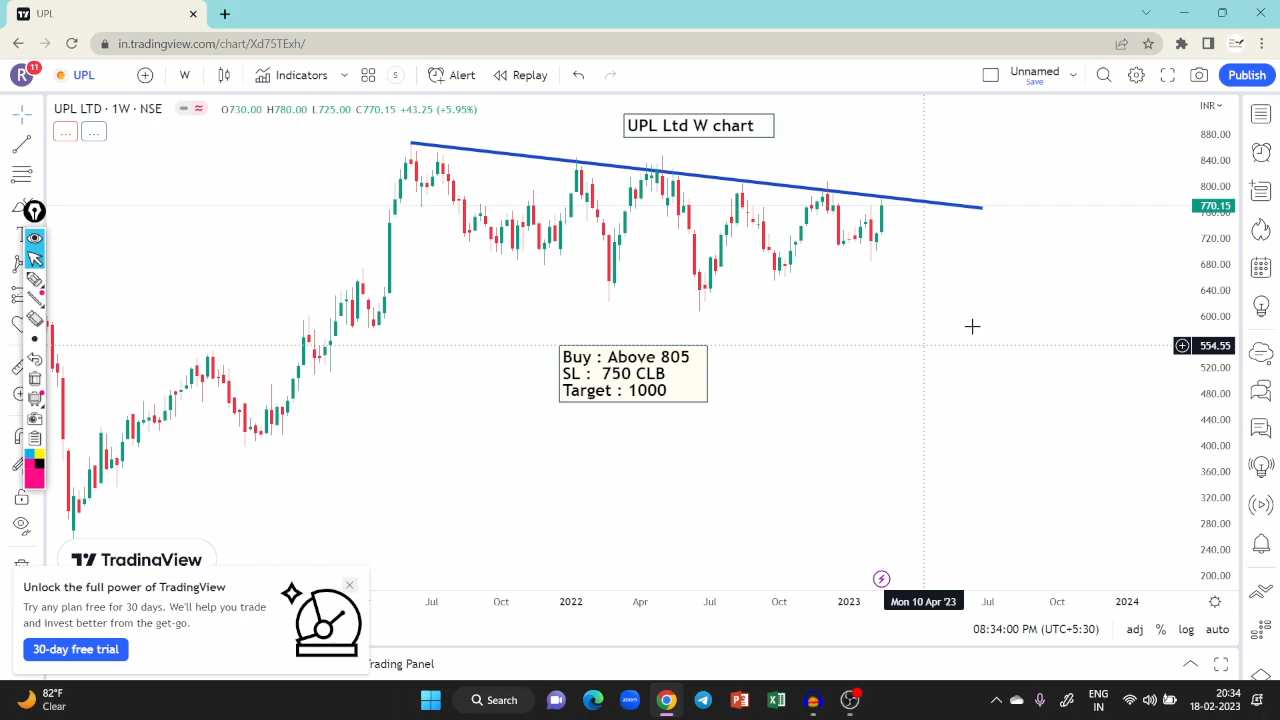 UPL
in.tradingview.com/chart/Xd75TExh/
R 11 UPL W Indicators S Alert Replay Unnamed Save Publish
UPL LTD · 1W · NSE O730.00 H780.00 L725.00 C770.15 +43.25 (+5.95%)
INR
... ...
UPL Ltd W chart
880.00
840.00
800.00
770.15
760.00
720.00
680.00
640.00
600.00
554.55
520.00
480.00
440.00
400.00
360.00
320.00
280.00
240.00
200.00
Buy : Above 805
SL : 750 CLB
Target : 1000
TradingView
Unlock the full power of TradingView
Try any plan free for 30 days. We'll help you trade
and invest better from the get-go.
30-day free trial
Jul Oct 2022 Apr Jul Oct 2023 Mon 10 Apr '23 Jul Oct 2024
08:34:00 PM (UTC+5:30) adj % log auto
rading Panel
82°F
Clear
Search
zoom
ENG
IN
20:34
18-02-2023